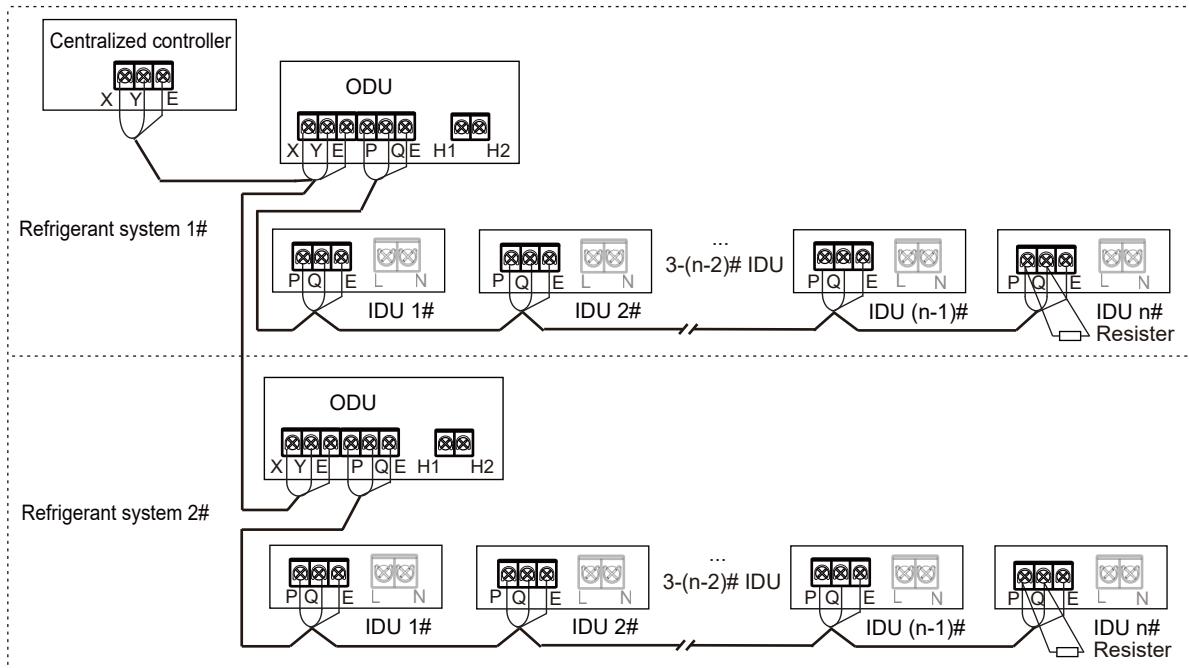 Centralized controller
X Y E
ODU
X Y E P Q E H1 H2
Refrigerant system 1#
...
3-(n-2)# IDU
P Q E L N
P Q E L N
P Q E L N
P Q E L N
IDU 1#
IDU 2#
IDU (n-1)#
IDU n#
Resister
ODU
X Y E P Q E H1 H2
Refrigerant system 2#
...
3-(n-2)# IDU
P Q E L N
P Q E L N
P Q E L N
P Q E L N
IDU 1#
IDU 2#
IDU (n-1)#
IDU n#
Resister